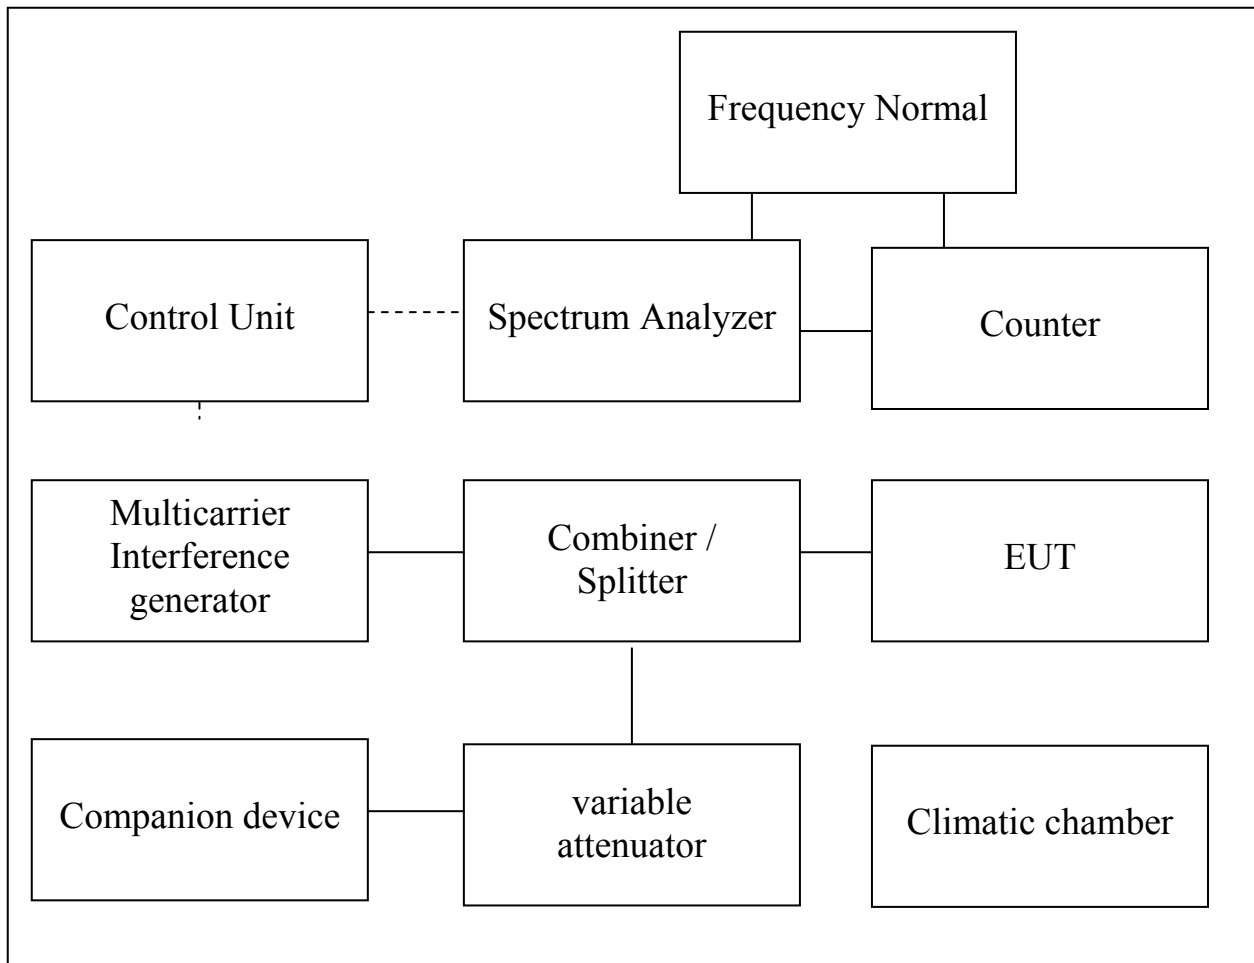 Frequency Normal
Control Unit
Spectrum Analyzer
Counter
Multicarrier
Interference
generator
Combiner /
Splitter
EUT
Companion device
variable
attenuator
Climatic chamber